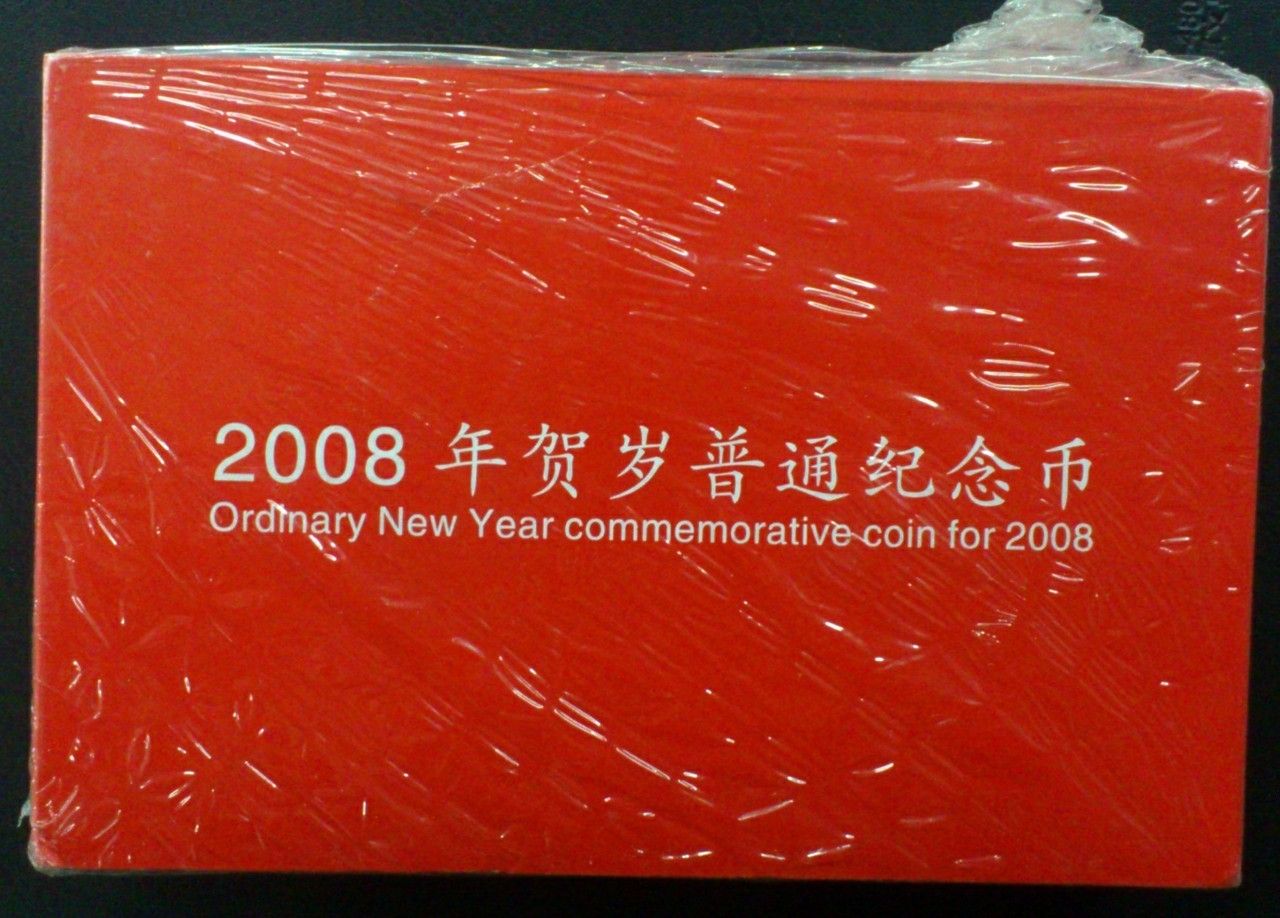 2008 年贺岁普通纪念币
Ordinary New Year commemorative coin for 2008